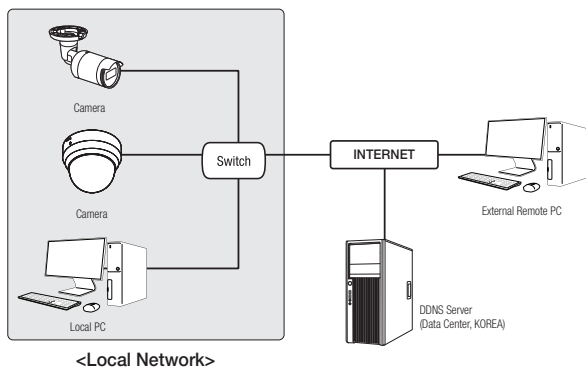 Camera
Switch
INTERNET
Camera
External Remote PC
Local PC
DDNS Server
(Data Center, KOREA)
<Local Network>